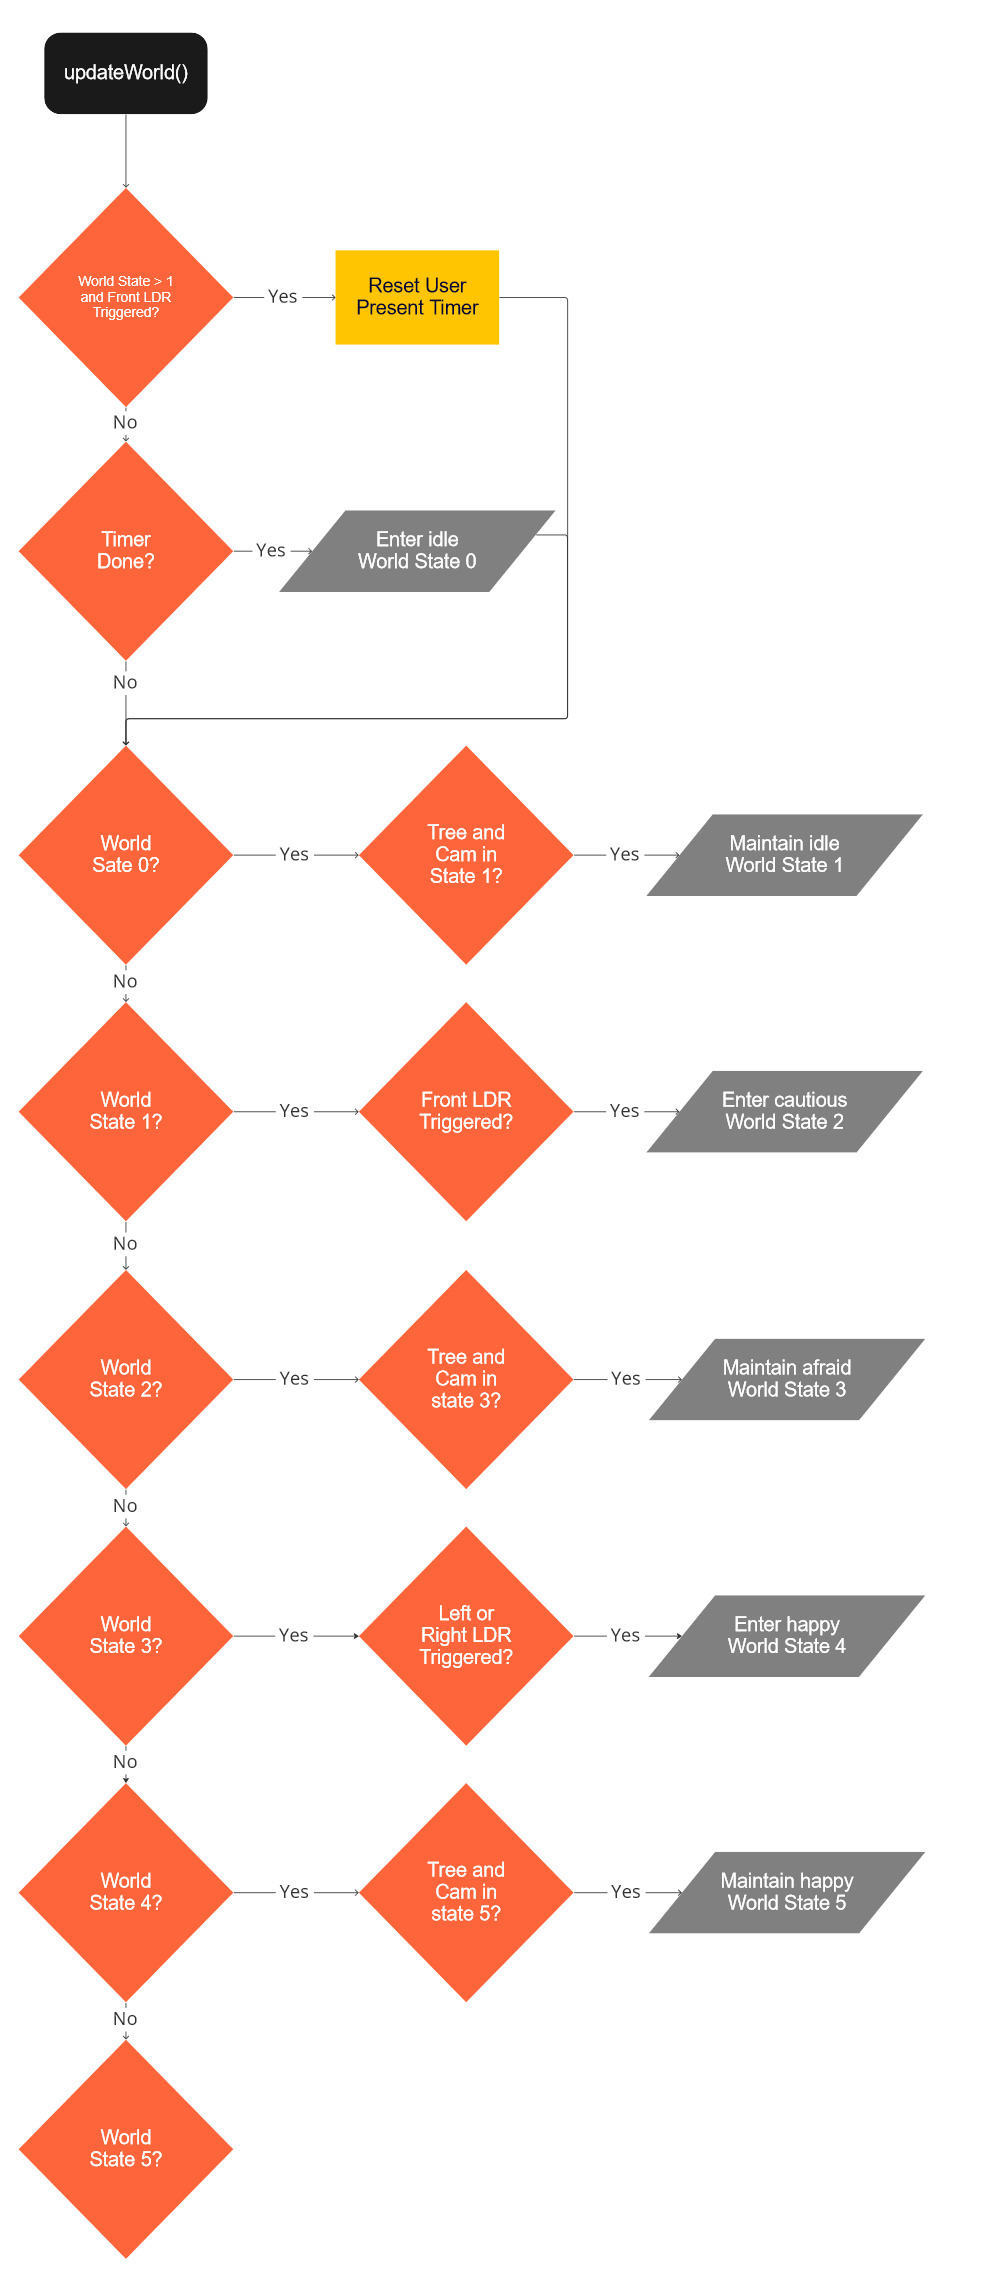 updateWorld()
World State > 1
and Front LDR
Triggered?
Yes
Reset User
Present Timer
No
Timer
Done?
Yes
Enter idle
World State 0
No
World
Sate 0?
Yes
Tree and
Cam in
State 1?
Yes
Maintain idle
World State 1
No
World
State 1?
Yes
Front LDR
Triggered?
Yes
Enter cautious
World State 2
No
World
State 2?
Yes
Tree and
Cam in
state 3?
Yes
Maintain afraid
World State 3
No
World
State 3?
Yes
Left or
Right LDR
Triggered?
Yes
Enter happy
World State 4
No
World
State 4?
Yes
Tree and
Cam in
state 5?
Yes
Maintain happy
World State 5
No
World
State 5?